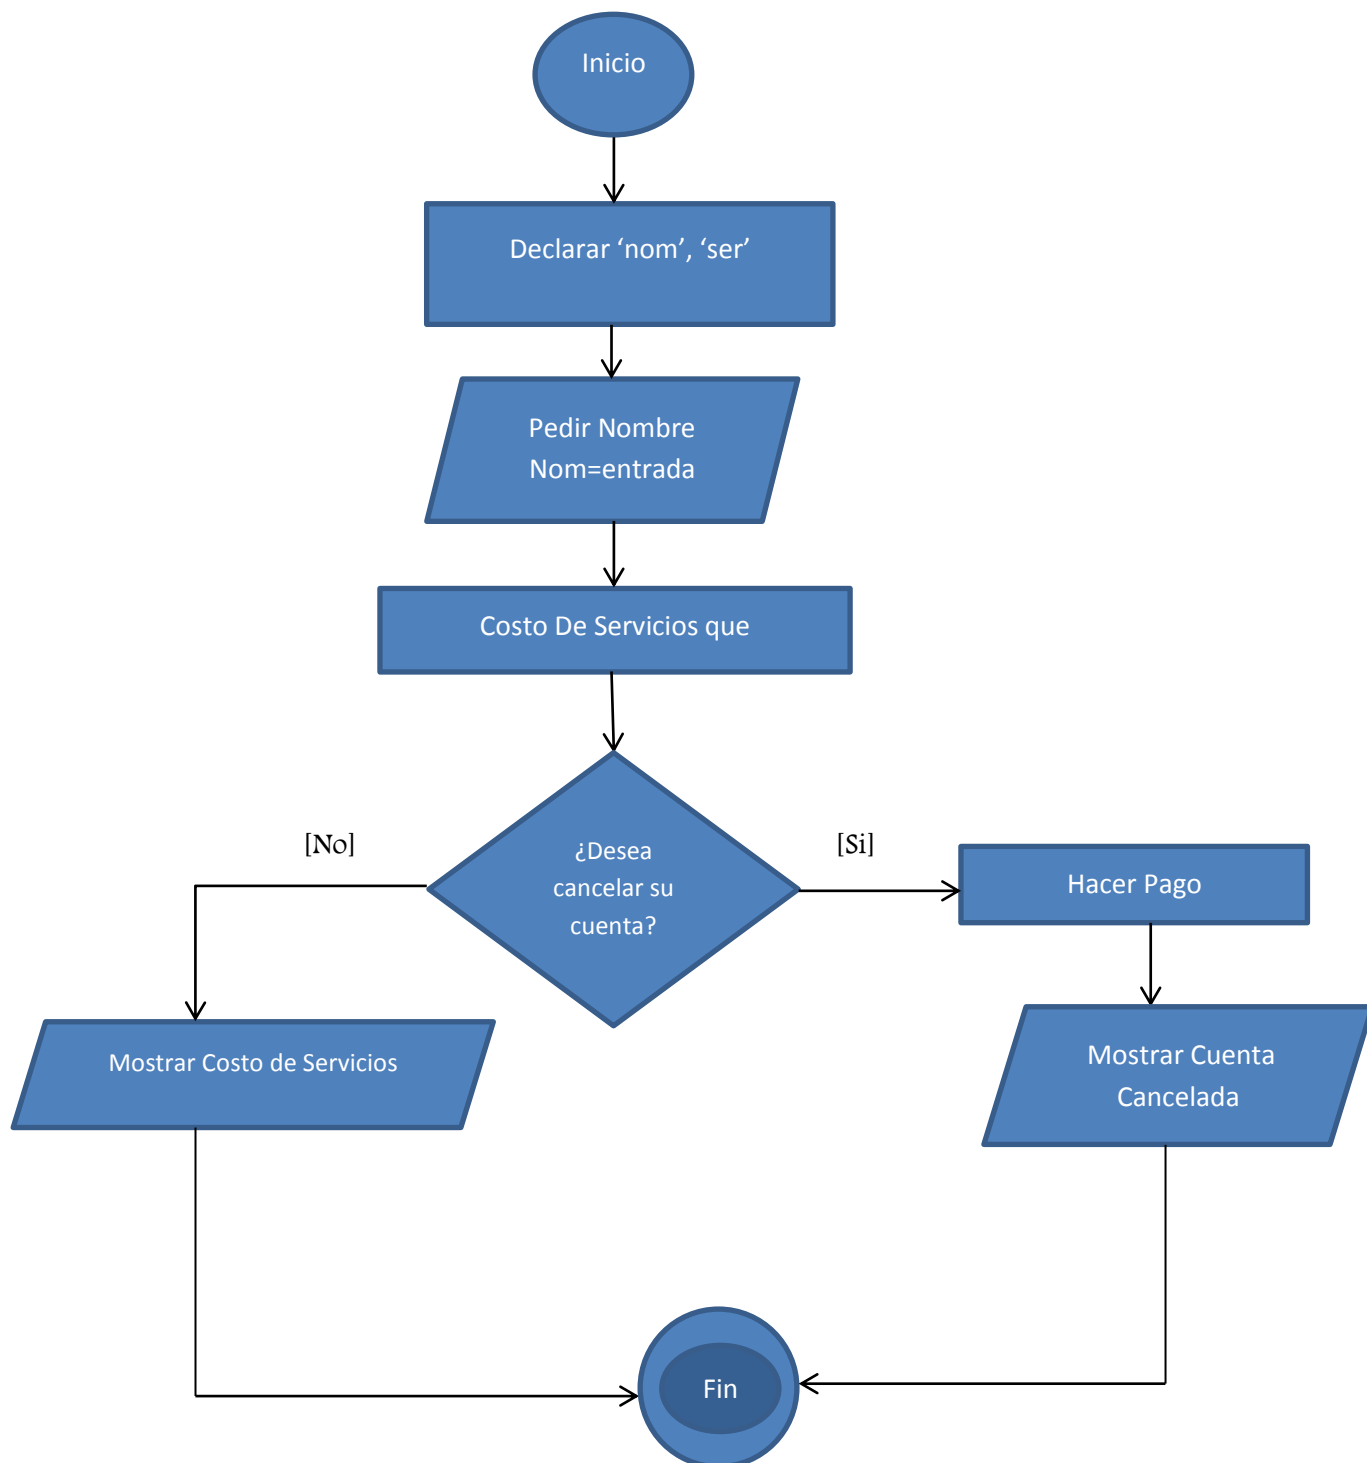 Inicio
Declarar ‘nom’, ‘ser’
Pedir Nombre
Nom=entrada
Costo De Servicios que
¿Desea
cancelar su
cuenta?
[No]
[Si]
Hacer Pago
Mostrar Costo de Servicios
Mostrar Cuenta
Cancelada
Fin